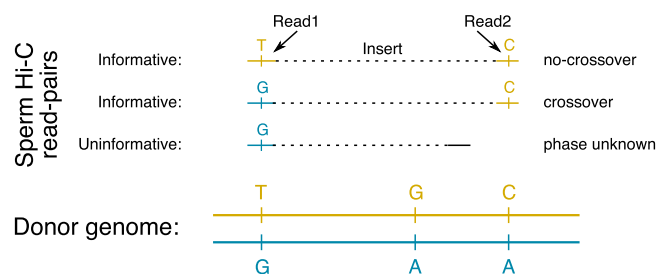 Read1 Read2
Sperm Hi-C
read-pairs
T C
Informative: Insert no-crossover
G C
Informative: crossover
G
Uninformative: phase unknown
T G C
Donor genome:
G A A